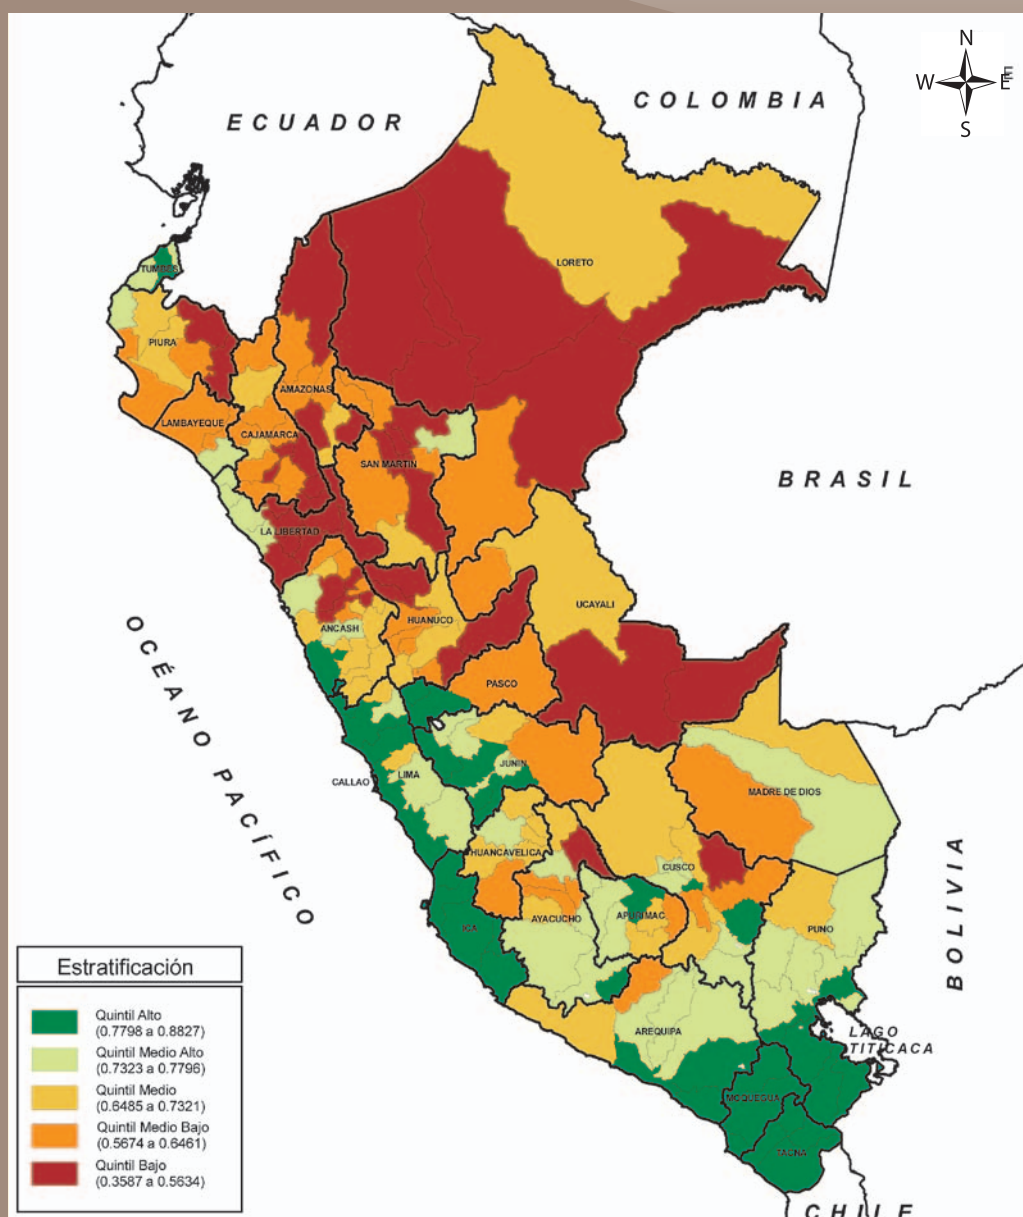 N
W E
S
COLOMBIA
ECUADOR
LORETO
TUMBES
PIURA
AMAZONAS
LAMBAYEQUE
CAJAMARCA
SAN MARTIN
BRASIL
LA LIBERTAD
UCAYALI
HUANUCO
ANCASH
OCÉANO PACÍFICO
PASCO
JUNIN
LIMA
CALLAO
MADRE DE DIOS
HUANCAVELICA
CUSCO
BOLIVIA
AYACUCHO
APURIMAC
ICA
PUNO
AREQUIPA
LAGO
TITICACA
MOQUEGUA
TACNA
CHILE
Estratificación
Quintil Alto
(0.7798 a 0.8827)
Quintil Medio Alto
(0.7323 a 0.7796)
Quintil Medio
(0.6485 a 0.7321)
Quintil Medio Bajo
(0.5674 a 0.6461)
Quintil Bajo
(0.3587 a 0.5634)